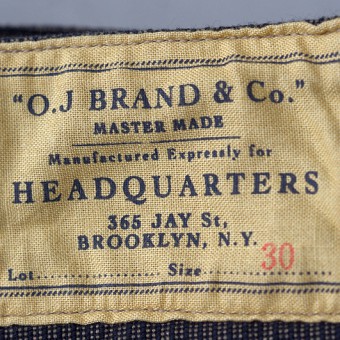 "O.J BRAND & Co."
MASTER MADE
Manufactured Expressly for
HEADQUARTERS
365 JAY St,
BROOKLYN, N.Y.
Lot.............. Size.............. 30